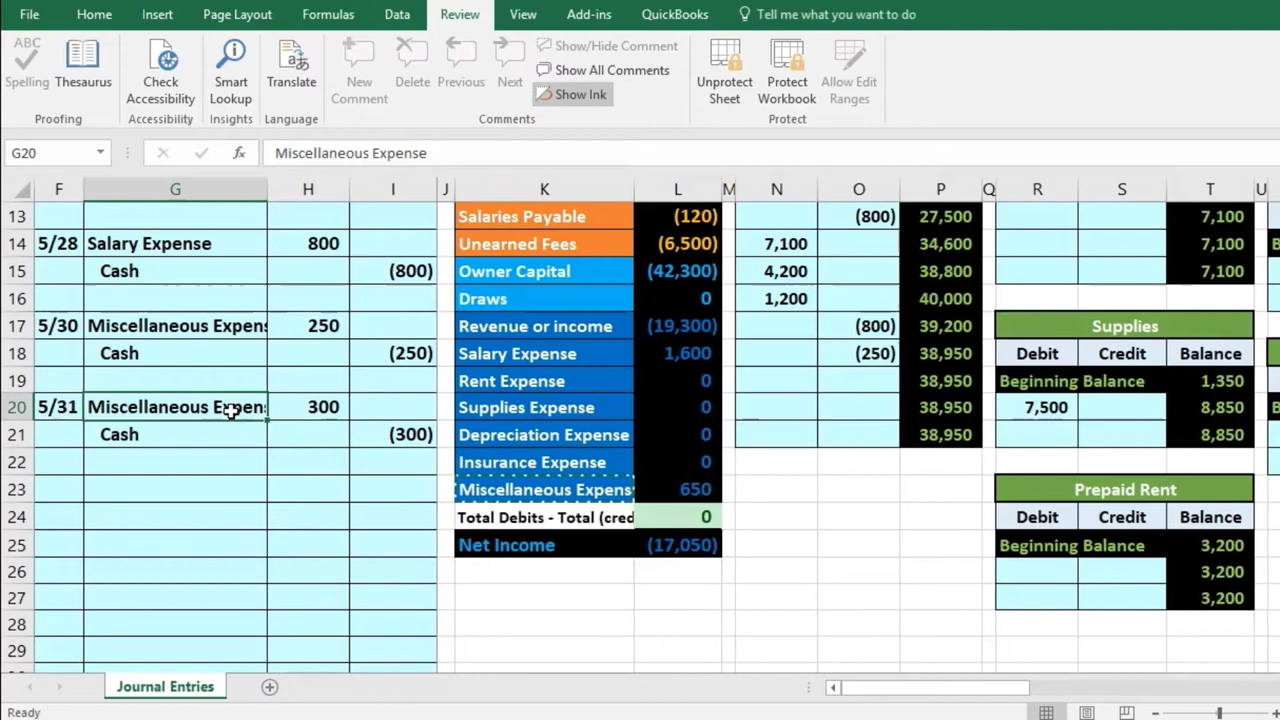 File Home Insert Page Layout Formulas Data Review View Add-ins QuickBooks Tell me what you want to do
ABC
Spelling Thesaurus Check Accessibility Smart Lookup Translate New Comment Delete Previous Next Show/Hide Comment Show All Comments Show Ink Unprotect Sheet Protect Workbook Allow Edit Ranges
Proofing Accessibility Insights Language Comments Protect
G20 fx Miscellaneous Expense
F G H I J K L M N O P Q R S T U
13 Salaries Payable (120) (800) 27,500 7,100
14 5/28 Salary Expense 800 Unearned Fees (6,500) 7,100 34,600 7,100
15 Cash (800) Owner Capital (42,300) 4,200 38,800 7,100
16 Draws 0 1,200 40,000
17 5/30 Miscellaneous Expens 250 Revenue or income (19,300) (800) 39,200 Supplies
18 Cash (250) Salary Expense 1,600 (250) 38,950 Debit Credit Balance
19 Rent Expense 0 38,950 Beginning Balance 1,350
20 5/31 Miscellaneous Expens 300 Supplies Expense 0 38,950 7,500 8,850
21 Cash (300) Depreciation Expense 0 38,950 8,850
22 Insurance Expense 0
23 Miscellaneous Expens 650 Prepaid Rent
24 Total Debits - Total (cred 0 Debit Credit Balance
25 Net Income (17,050) Beginning Balance 3,200
26 3,200
27 3,200
28
29
Journal Entries
Ready